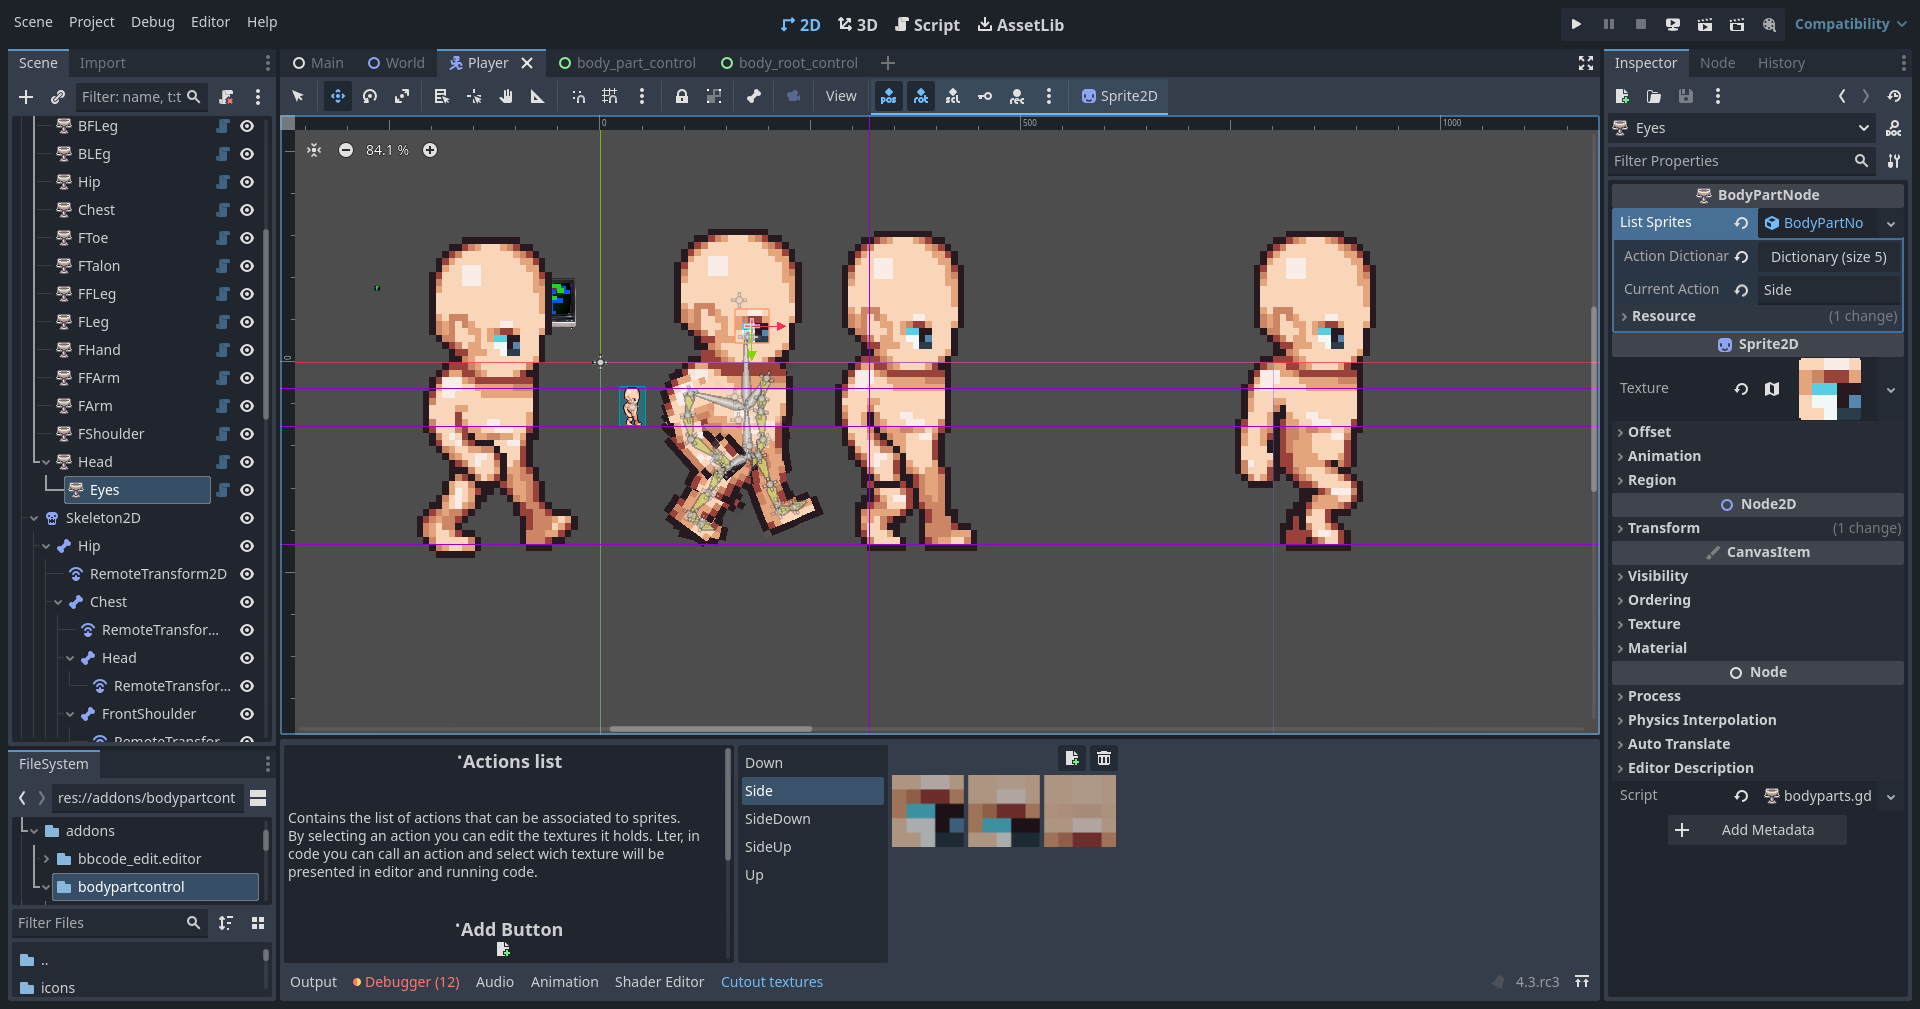 Scene Project Debug Editor Help
2D 3D Script AssetLib
Compatibility
Scene Import
Filter: name, t:t
BFLeg
BLEg
Hip
Chest
FToe
FTalon
FFLeg
FLeg
FHand
FFArm
FArm
FShoulder
Head
Eyes
Skeleton2D
Hip
RemoteTransform2D
Chest
RemoteTransfor...
Head
RemoteTransfor...
FrontShoulder
RemoteTransfor
FileSystem
res://addons/bodypartcont
addons
bbcode_edit.editor
bodypartcontrol
Filter Files
..
icons
Main World Player body_part_control body_root_control
View
Sprite2D
0 500 1000
84.1 %
0
*Actions list
Contains the list of actions that can be associated to sprites.
By selecting an action you can edit the textures it holds. Lter, in
code you can call an action and select wich texture will be
presented in editor and running code.
*Add Button
Down
Side
SideDown
SideUp
Up
Output Debugger (12) Audio Animation Shader Editor Cutout textures
4.3.rc3
Inspector Node History
Eyes
Filter Properties
BodyPartNode
List Sprites BodyPartNo
Action Dictionar Dictionary (size 5)
Current Action Side
Resource (1 change)
Sprite2D
Texture
Offset
Animation
Region
Node2D
Transform (1 change)
CanvasItem
Visibility
Ordering
Texture
Material
Node
Process
Physics Interpolation
Auto Translate
Editor Description
Script bodyparts.gd
Add Metadata